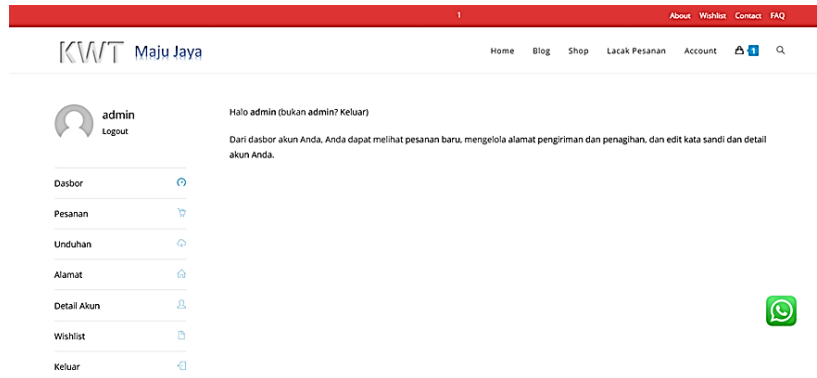 1
About Wishlist Contact FAQ
KWT Maju Jaya
Home Blog Shop Lacak Pesanan Account 1
admin
Logout
Halo admin (bukan admin? Keluar)
Dari dasbor akun Anda, Anda dapat melihat pesanan baru, mengelola alamat pengiriman dan penagihan, dan edit kata sandi dan detail
akun Anda.
Dasbor
Pesanan
Unduhan
Alamat
Detail Akun
Wishlist
Keluar